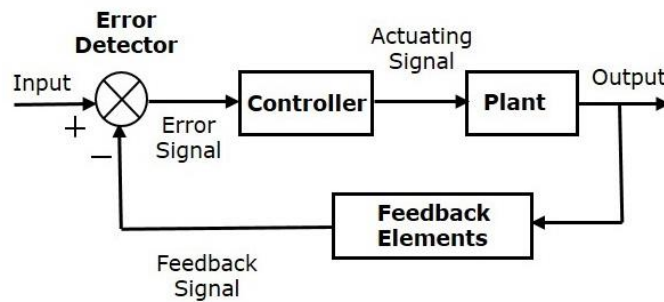 Error
Detector
Input
+
−
Error
Signal
Controller
Actuating
Signal
Plant
Output
Feedback
Elements
Feedback
Signal